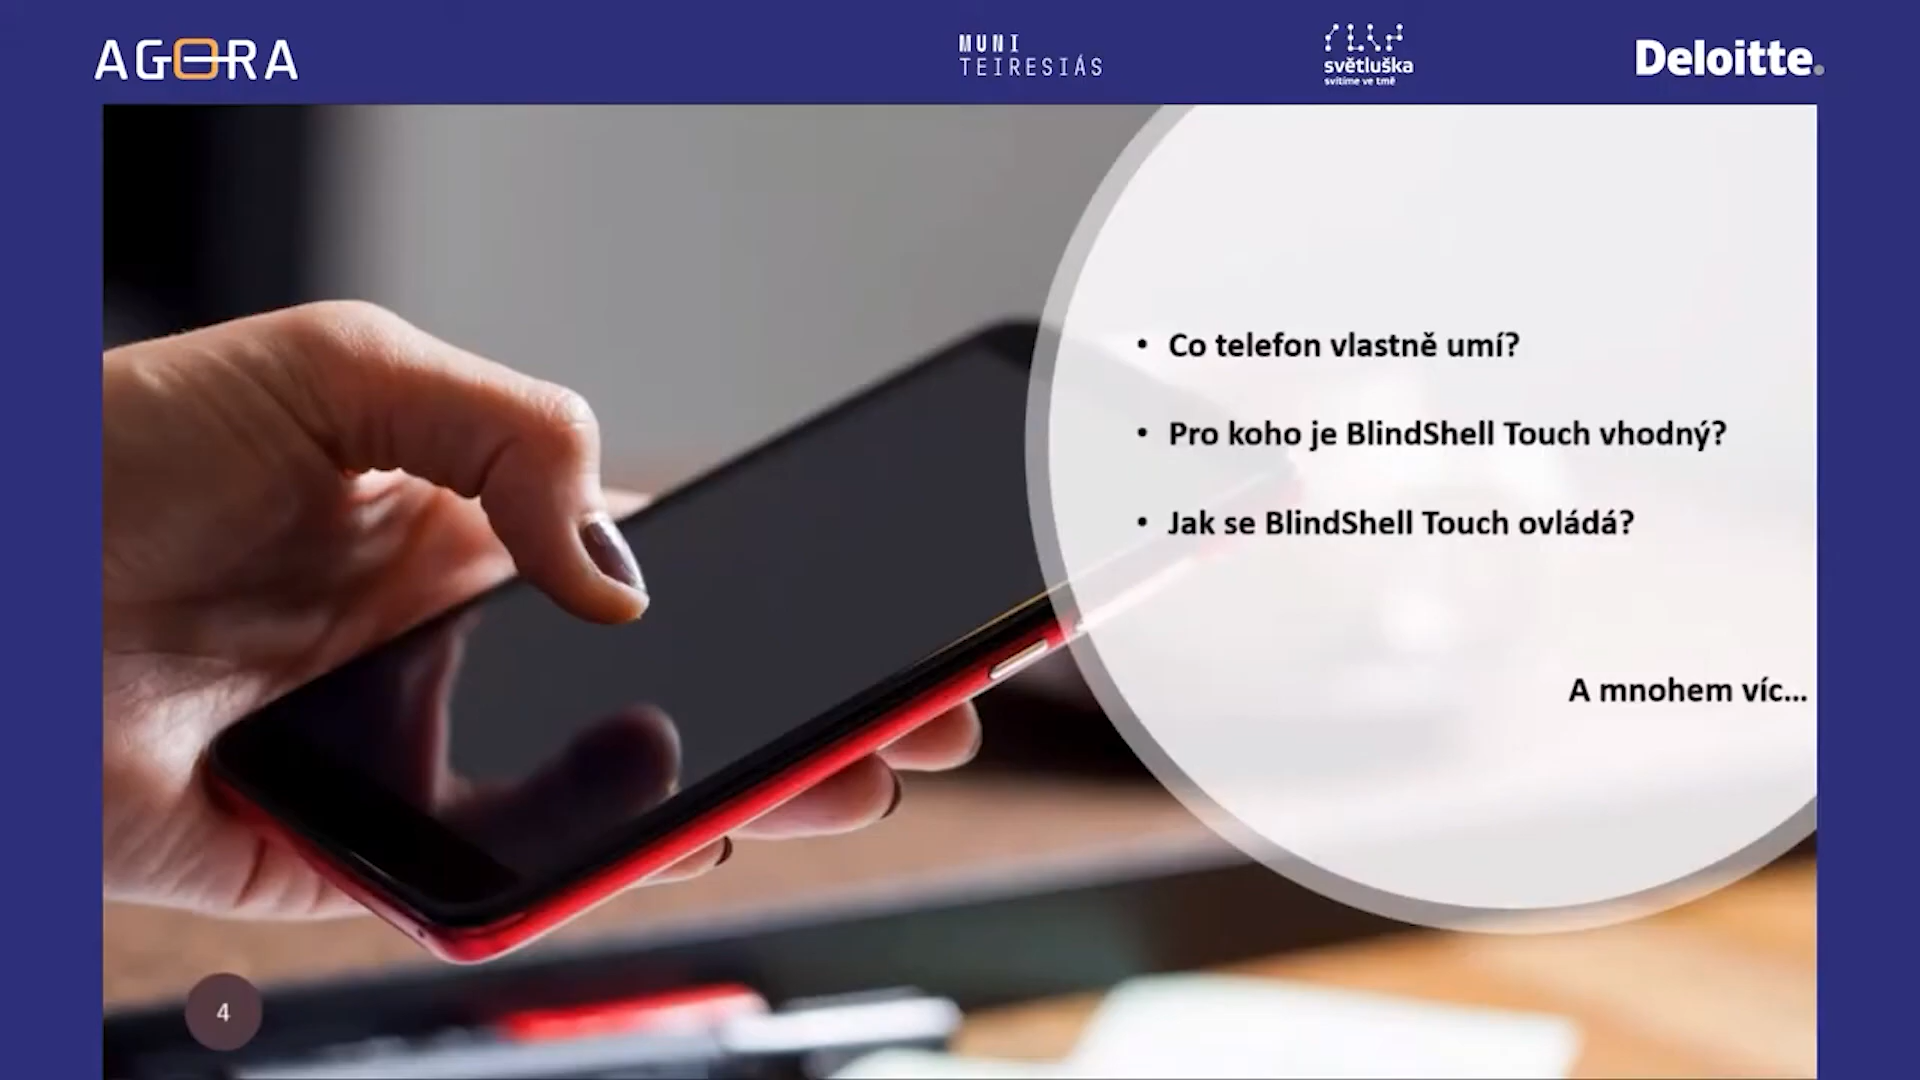 AGORA
MUNI
TEIRESIÁS
světluška
svítíme ve tmě
Deloitte.
• Co telefon vlastně umí?
• Pro koho je BlindShell Touch vhodný?
• Jak se BlindShell Touch ovládá?
A mnohem víc...
4